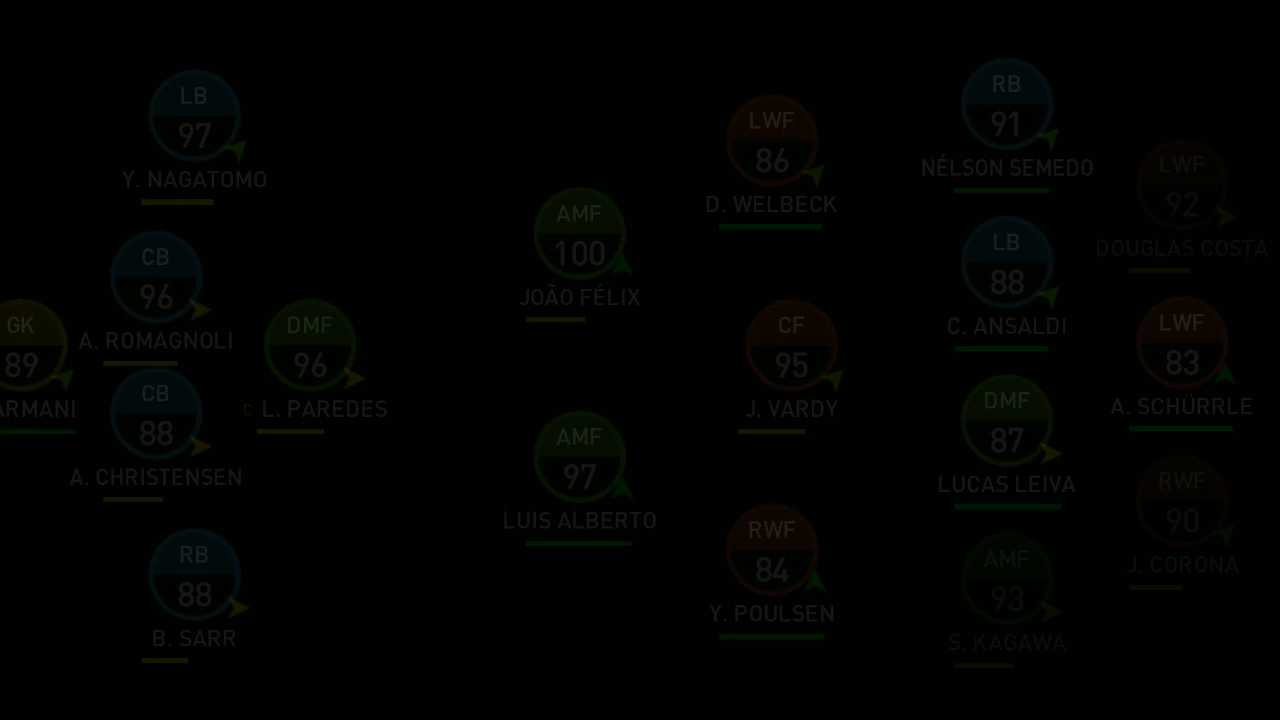 LB
97
Y. NAGATOMO
CB
96
A. ROMAGNOLI
GK
89
ARMANI
CB
88
A. CHRISTENSEN
RB
88
B. SARR
DMF
96
C L. PAREDES
AMF
100
JOÃO FÉLIX
AMF
97
LUIS ALBERTO
LWF
86
D. WELBECK
CF
95
J. VARDY
RWF
84
Y. POULSEN
RB
91
NÉLSON SEMEDO
LB
88
C. ANSALDI
DMF
87
LUCAS LEIVA
AMF
93
S. KAGAWA
LWF
92
DOUGLAS COSTA
LWF
83
A. SCHÜRRLE
RWF
90
J. CORONA